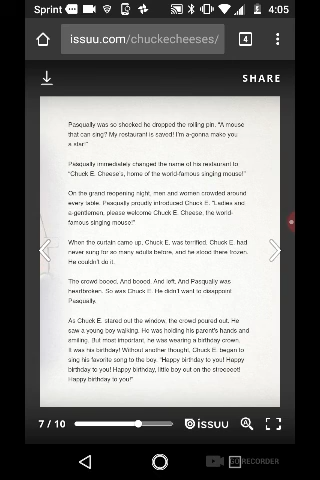 Sprint 4:05
issuu.com/chuckecheeses/ 4
SHARE
Pasqually was so shocked he dropped the rolling pin. "A mouse
that can sing? My restaurant is saved! I'm a-gonna make you
a star!"
Pasqually immediately changed the name of his restaurant to
"Chuck E. Cheese's, home of the world-famous singing mouse!"
On the grand reopening night, men and women crowded around
every table. Pasqually proudly introduced Chuck E. "Ladies and
a-gentlemen, please welcome Chuck E. Cheese, the world-
famous singing mouse!"
When the curtain came up, Chuck E. was terrified. Chuck E. had
never sung for so many adults before, and he stood there frozen.
He couldn't do it.
The crowd booed. And booed. And left. And Pasqually was
heartbroken. So was Chuck E. He didn't want to disappoint
Pasqually.
As Chuck E. stared out the window, the crowd poured out. He
saw a young boy walking. He was holding his parent's hands and
smiling. But most important, he was wearing a birthday crown.
It was his birthday! Without another thought, Chuck E. began to
sing his favorite song to the boy. "Happy birthday to you! Happy
birthday to you! Happy birthday, little boy out on the streeeeet!
Happy birthday to you!"
7 / 10 issuu
GO RECORDER